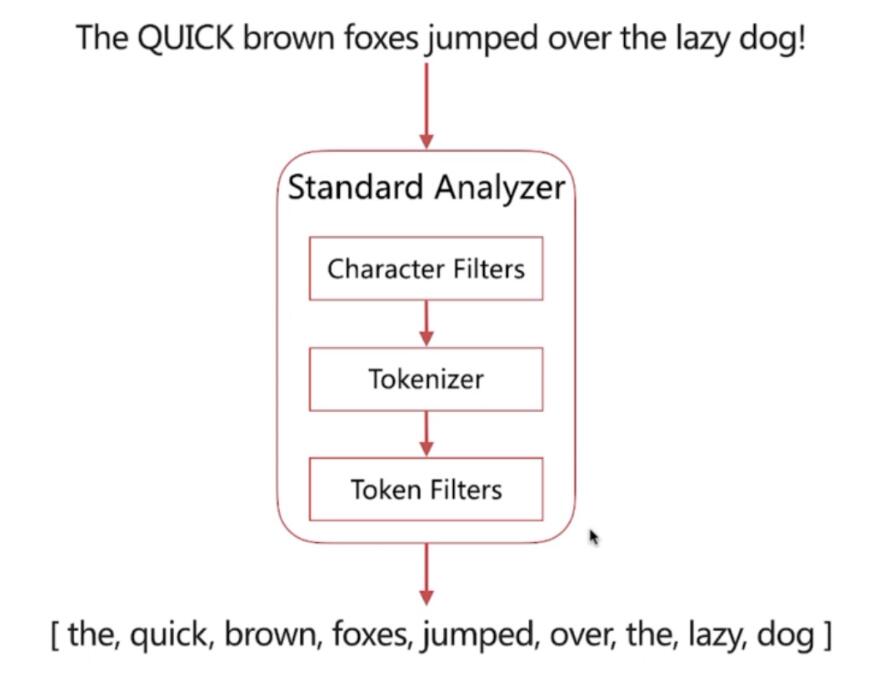 The QUICK brown foxes jumped over the lazy dog!
Standard Analyzer
Character Filters
Tokenizer
Token Filters
[ the, quick, brown, foxes, jumped, over, the, lazy, dog ]